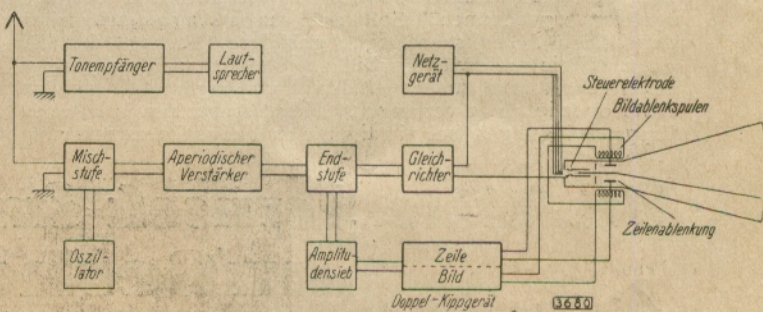 Tonempfänger
Laut-
sprecher
Netz-
gerät
Steuerelektrode
Bildablenkspulen
Misch-
stufe
Aperiodischer
Verstärker
End-
stufe
Gleich-
richter
Zeilenablenkung
Oszil-
lator
Amplitu-
densieb
Zeile
Bild
Doppel-Kippgerät
3680